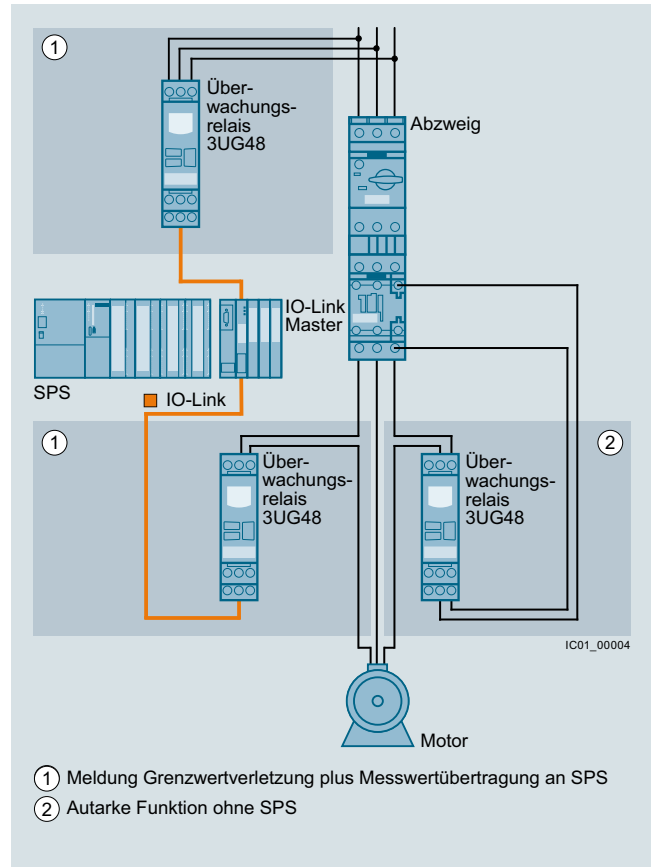 1
Über-
wachungs-
relais
3UG48
Abzweig
IO-Link
Master
SPS
IO-Link
1
Über-
wachungs-
relais
3UG48
2
Über-
wachungs-
relais
3UG48
IC01_00004
Motor
1 Meldung Grenzwertverletzung plus Messwertübertragung an SPS
2 Autarke Funktion ohne SPS